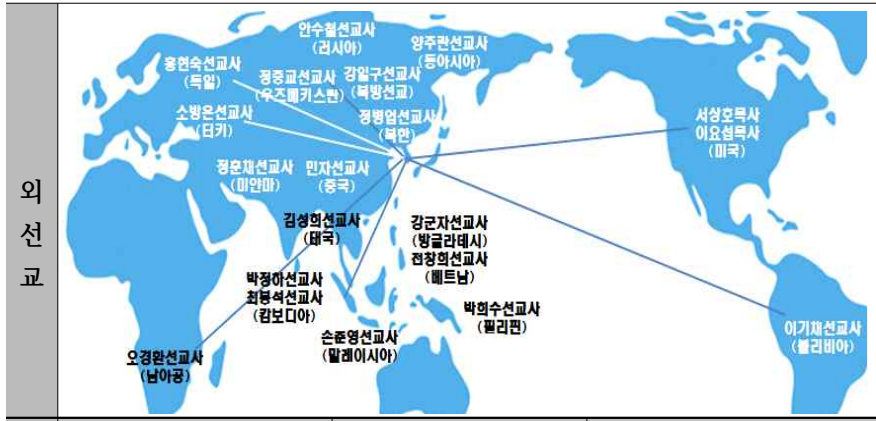 외
선
교
안수철선교사
(러시아)
양주란선교사
(동아시아)
홍현숙선교사
(독일)
정중교선교사
(우즈베키스탄)
강일구선교사
(북방선교)
소방은선교사
(터키)
정병업선교사
(북한)
서상호목사
이요섭목사
(미국)
정훈채선교사
(미얀마)
민자선교사
(중국)
김성희선교사
(태국)
강군자선교사
(방글라데시)
전창희선교사
(베트남)
박정하선교사
최봉석선교사
(캄보디아)
박희수선교사
(필리핀)
손준영선교사
(말레이시아)
이기채선교사
(볼리비아)
오경환선교사
(남아공)